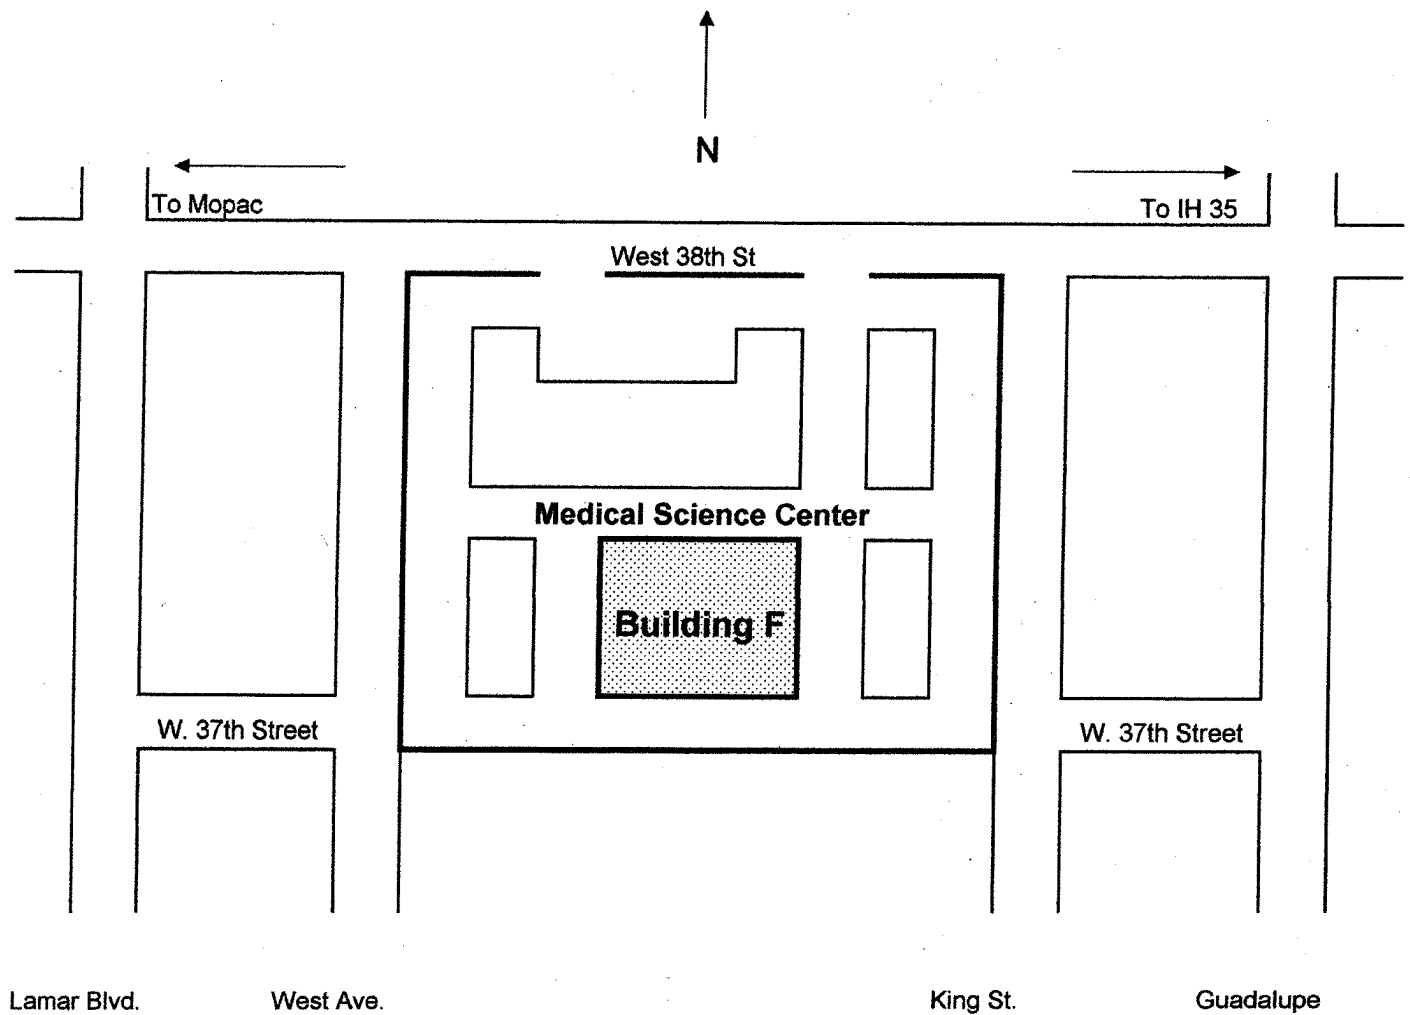 N
To Mopac
To IH 35
West 38th St
Medical Science Center
Building F
W. 37th Street
W. 37th Street
Lamar Blvd.
West Ave.
King St.
Guadalupe